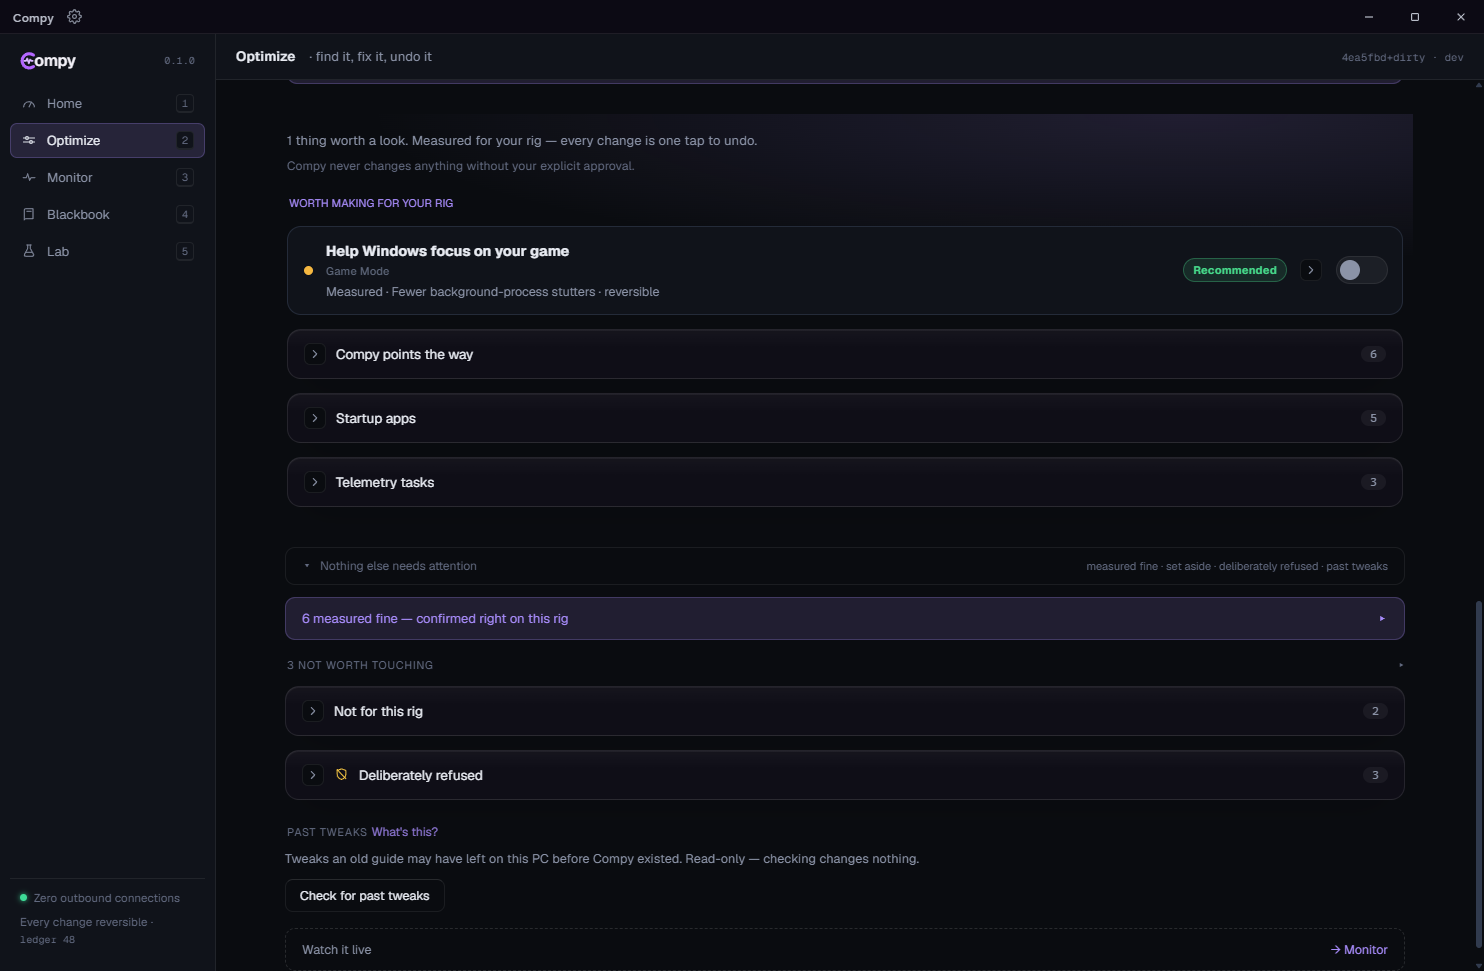 Compy
Compy
0.1.0
Home
1
Optimize
2
Monitor
3
Blackbook
4
Lab
5
Zero outbound connections
Every change reversible ·
ledger 48
Optimize · find it, fix it, undo it
4ea5fbd+dirty · dev
1 thing worth a look. Measured for your rig — every change is one tap to undo.
Compy never changes anything without your explicit approval.
WORTH MAKING FOR YOUR RIG
Help Windows focus on your game
Game Mode
Measured · Fewer background-process stutters · reversible
Recommended
Compy points the way
6
Startup apps
5
Telemetry tasks
3
Nothing else needs attention
measured fine · set aside · deliberately refused · past tweaks
6 measured fine — confirmed right on this rig
3 NOT WORTH TOUCHING
Not for this rig
2
Deliberately refused
3
PAST TWEAKS What's this?
Tweaks an old guide may have left on this PC before Compy existed. Read-only — checking changes nothing.
Check for past tweaks
Watch it live
→ Monitor